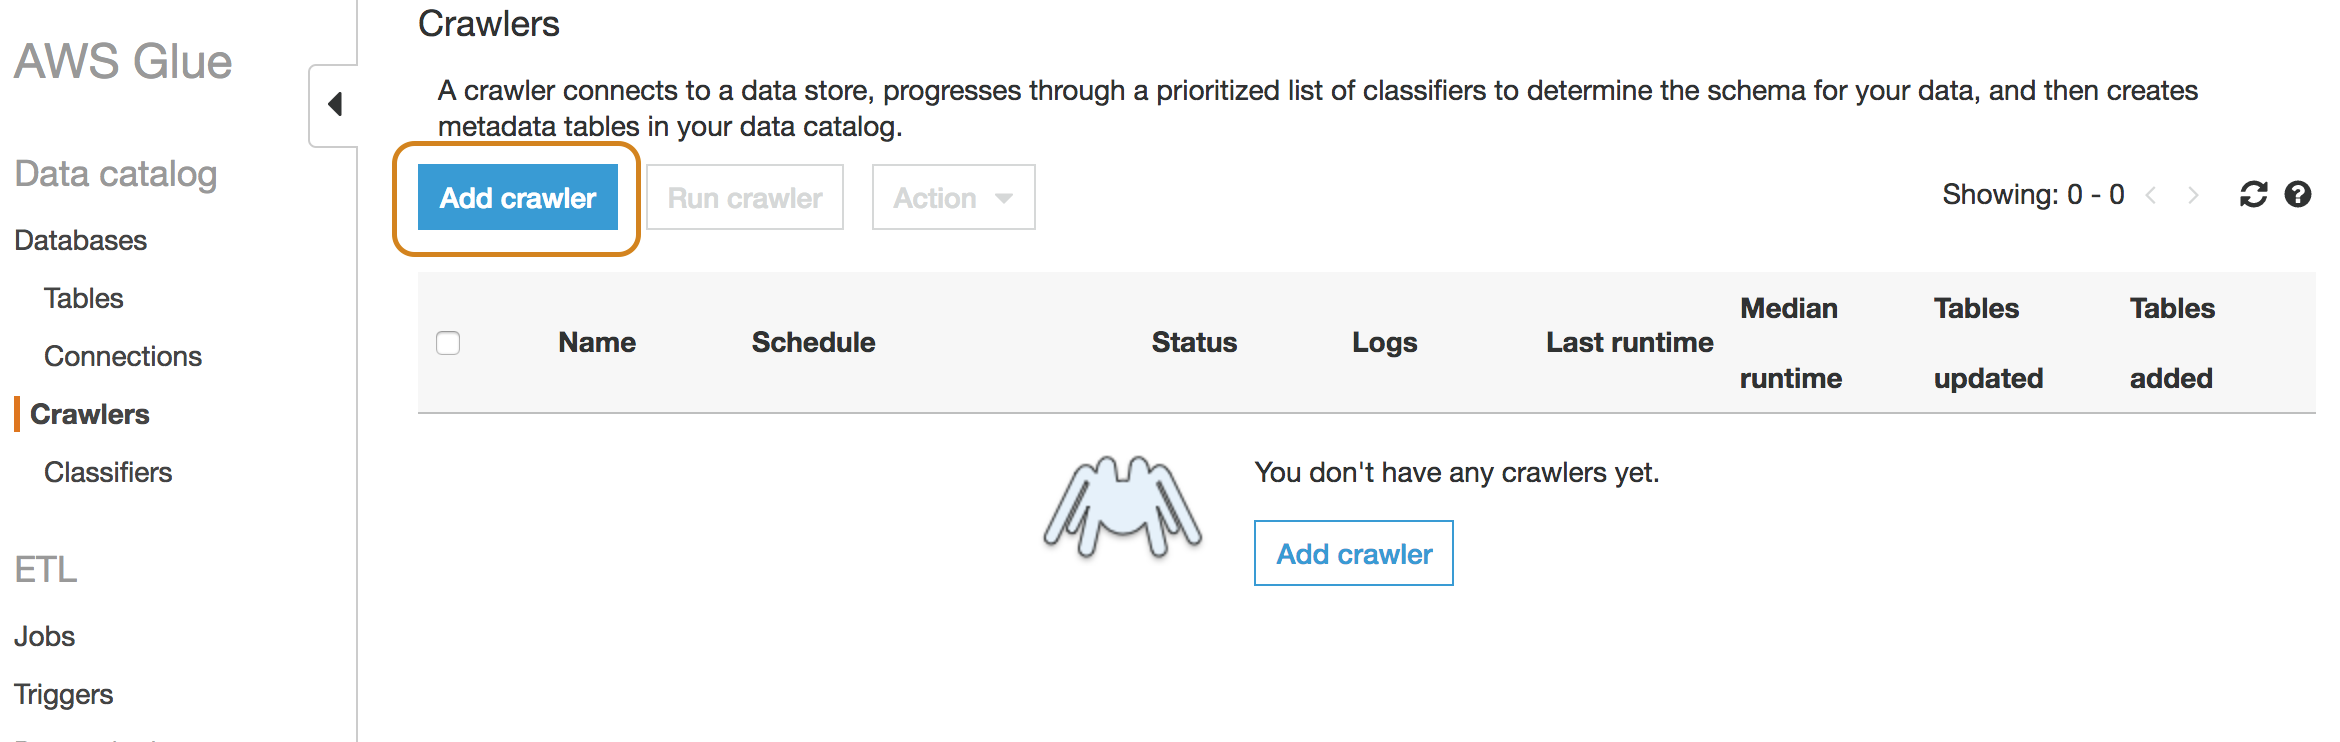 AWS Glue
Data catalog
Databases
Tables
Connections
Crawlers
Classifiers
ETL
Jobs
Triggers
Crawlers
A crawler connects to a data store, progresses through a prioritized list of classifiers to determine the schema for your data, and then creates
metadata tables in your data catalog.
Add crawler
Run crawler
Action
Showing: 0 - 0
Name
Schedule
Status
Logs
Last runtime
Median
runtime
Tables
updated
Tables
added
You don't have any crawlers yet.
Add crawler